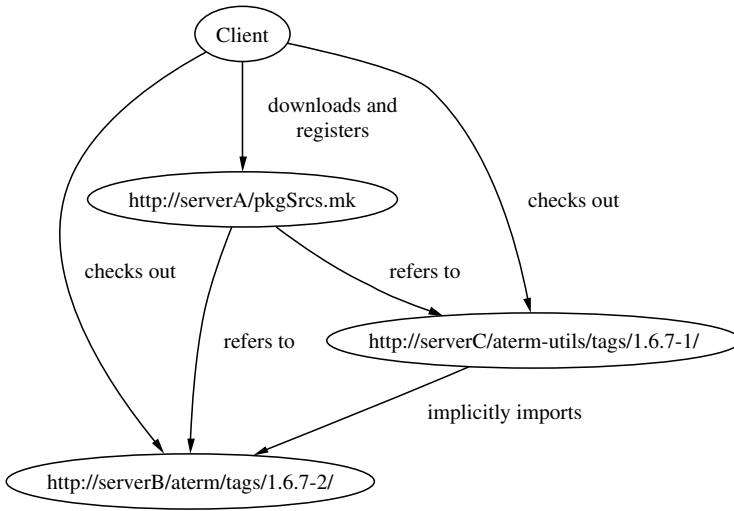 Client
downloads and
registers
http://serverA/pkgSrcs.mk
checks out
checks out
refers to
refers to
http://serverC/aterm-utils/tags/1.6.7-1/
implicitly imports
http://serverB/aterm/tags/1.6.7-2/